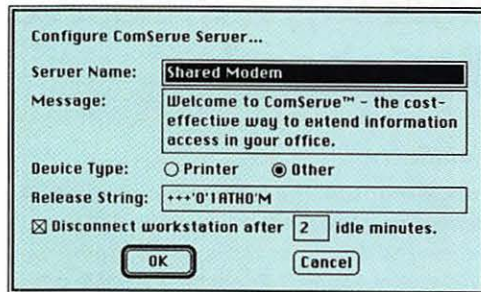 Configure ComServe Server...
Server Name: Shared Modem
Message: Welcome to ComServe™ - the cost-
effective way to extend information
access in your office.
Device Type: Printer Other
Release String: +++'0'1ATH0'M
Disconnect workstation after 2 idle minutes.
OK Cancel